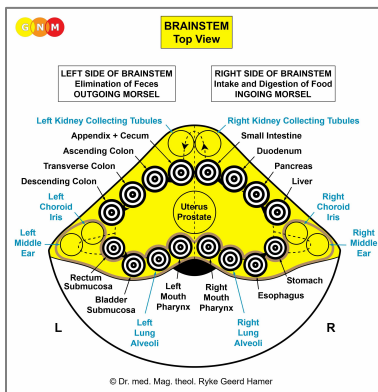 G N M
BRAINSTEM
Top View
LEFT SIDE OF BRAINSTEM
Elimination of Feces
OUTGOING MORSEL
RIGHT SIDE OF BRAINSTEM
Intake and Digestion of Food
INGOING MORSEL
Left Kidney Collecting Tubules
Right Kidney Collecting Tubules
Appendix + Cecum
Small Intestine
Ascending Colon
Duodenum
Transverse Colon
Pancreas
Descending Colon
Liver
Left
Choroid
Iris
Right
Choroid
Iris
Uterus
Prostate
Left
Middle
Ear
Right
Middle
Ear
Rectum
Submucosa
Bladder
Submucosa
Left
Mouth
Pharynx
Right
Mouth
Pharynx
Stomach
Esophagus
Left
Lung
Alveoli
Right
Lung
Alveoli
L
R
© Dr. med. Mag. theol. Ryke Geerd Hamer